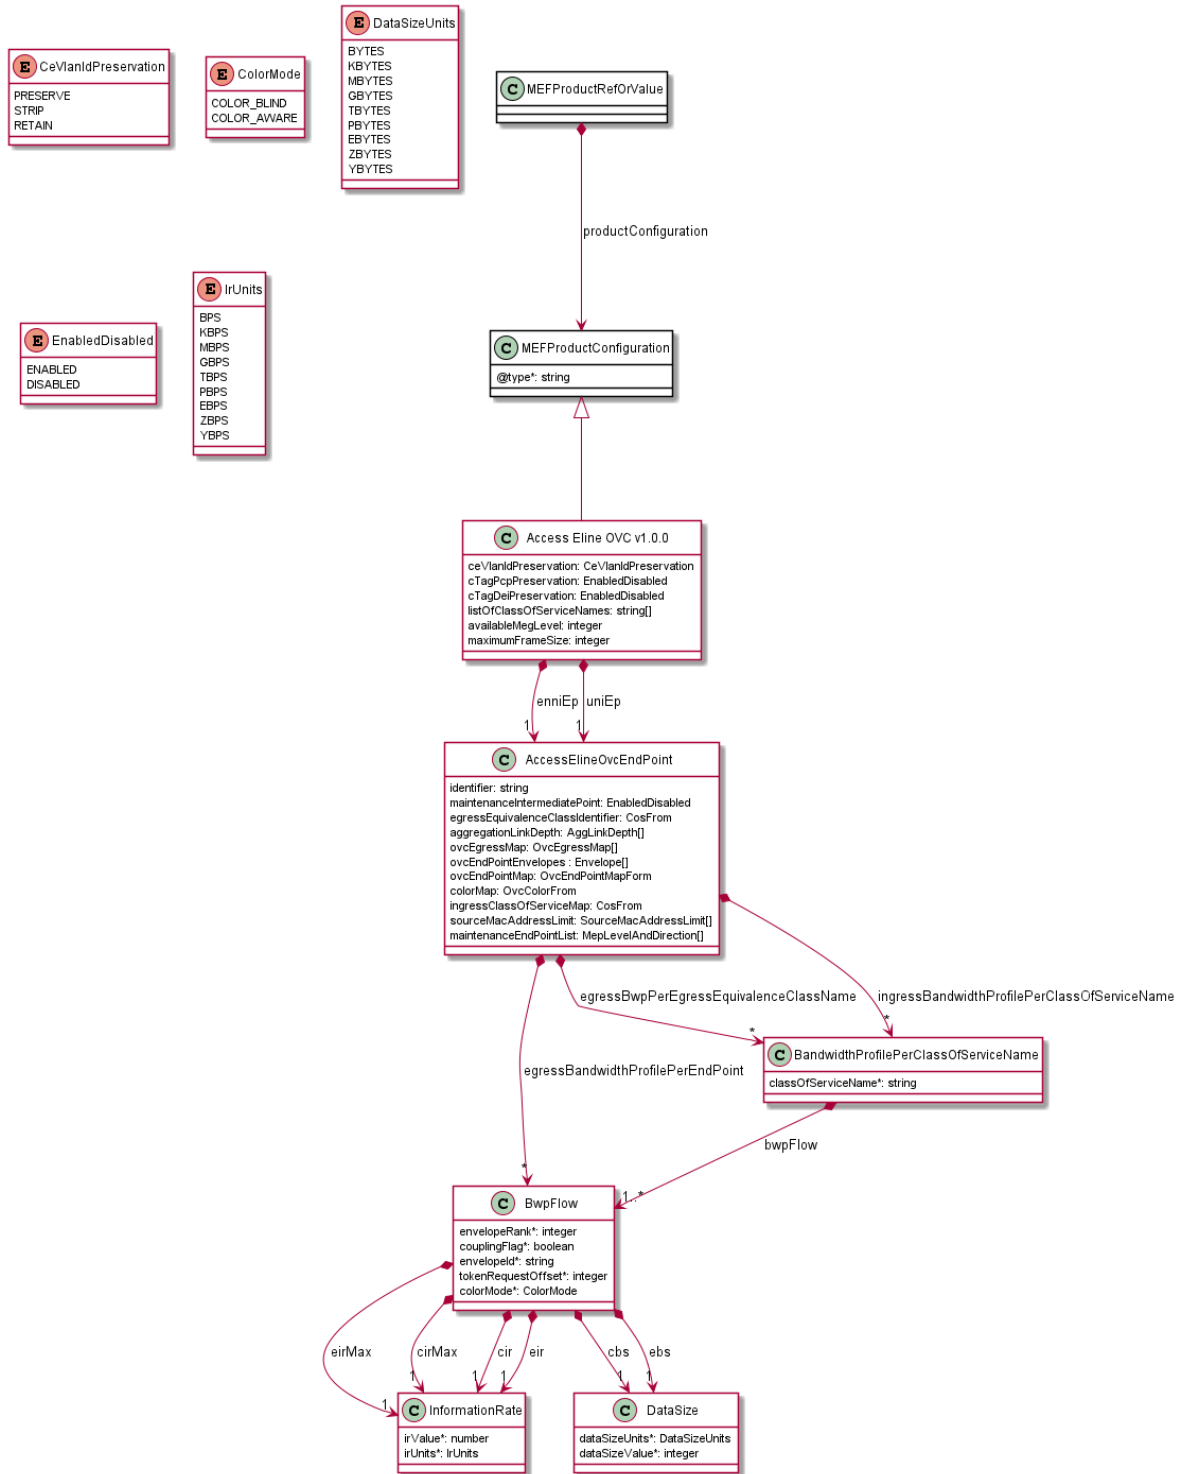 E CeVlanIdPreservation
PRESERVE
STRIP
RETAIN
E ColorMode
COLOR_BLIND
COLOR_AWARE
E DataSizeUnits
BYTES
KBYTES
MBYTES
GBYTES
TBYTES
PBYTES
EBYTES
ZBYTES
YBYTES
C MEFProductRefOrValue
productConfiguration
E EnabledDisabled
ENABLED
DISABLED
E IrUnits
BPS
KBPS
MBPS
GBPS
TBPS
PBPS
EBPS
ZBPS
YBPS
C MEFProductConfiguration
@type*: string
C Access Eline OVC v1.0.0
ceVlanIdPreservation: CeVlanIdPreservation
cTagPcpPreservation: EnabledDisabled
cTagDeiPreservation: EnabledDisabled
listOfClassOfServiceNames: string[]
availableMegLevel: integer
maximumFrameSize: integer
enniEp uniEp
1 1
C AccessElineOvcEndPoint
identifier: string
maintenanceIntermediatePoint: EnabledDisabled
egressEquivalenceClassIdentifier: CosFrom
aggregationLinkDepth: AggLinkDepth[]
ovcEgressMap: OvcEgressMap[]
ovcEndPointEnvelopes : Envelope[]
ovcEndPointMap: OvcEndPointMapForm
colorMap: OvcColorFrom
ingressClassOfServiceMap: CosFrom
sourceMacAddressLimit: SourceMacAddressLimit[]
maintenanceEndPointList: MepLevelAndDirection[]
egressBwpPerEgressEquivalenceClassName ingressBandwidthProfilePerClassOfServiceName
* *
C BandwidthProfilePerClassOfServiceName
classOfServiceName*: string
egressBandwidthProfilePerEndPoint
bwpFlow
* 1..*
C BwpFlow
envelopeRank*: integer
couplingFlag*: boolean
envelopeId*: string
tokenRequestOffset*: integer
colorMode*: ColorMode
eirMax cirMax cir eir cbs ebs
1 1 1 1 1 1
C InformationRate
irValue*: number
irUnits*: IrUnits
C DataSize
dataSizeUnits*: DataSizeUnits
dataSizeValue*: integer